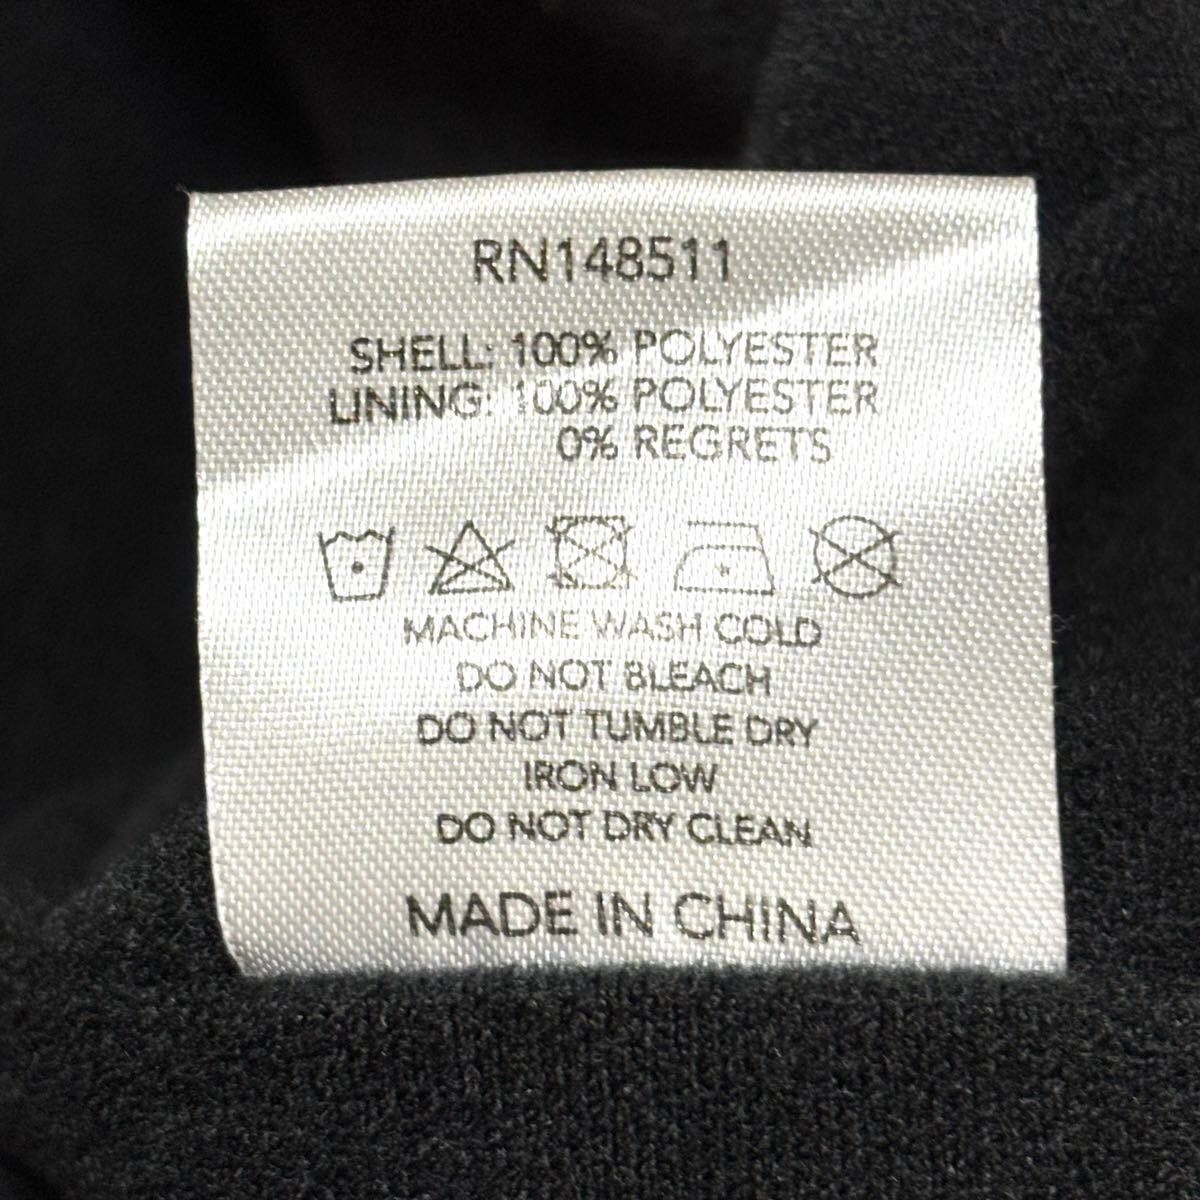 RN148511
SHELL: 100% POLYESTER
LINING: 100% POLYESTER
0% REGRETS
MACHINE WASH COLD
DO NOT BLEACH
DO NOT TUMBLE DRY
IRON LOW
DO NOT DRY CLEAN
MADE IN CHINA